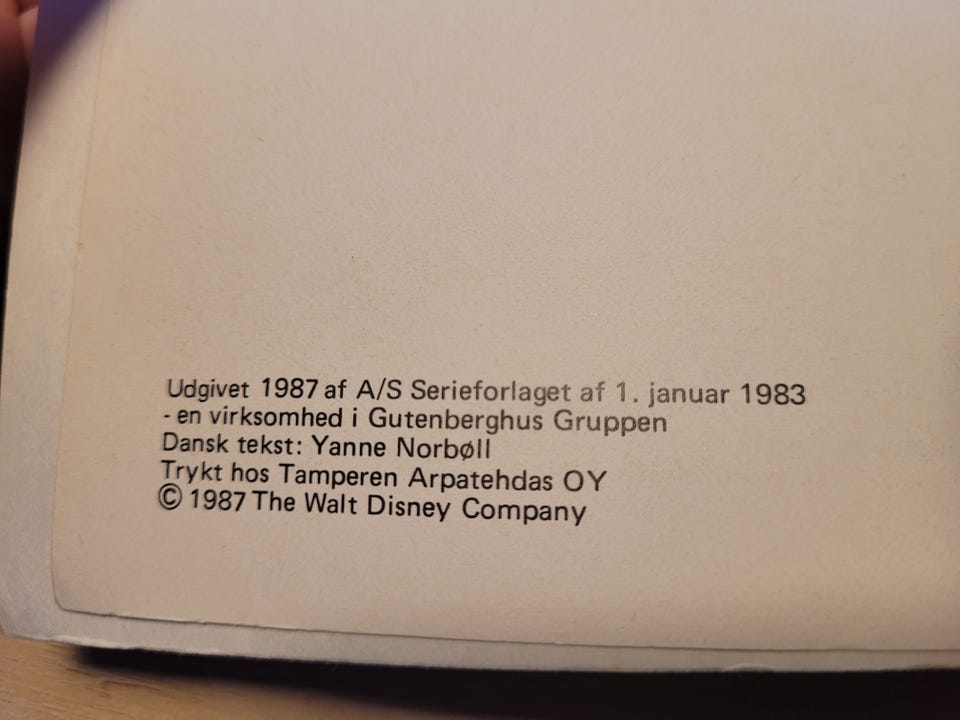 Udgivet 1987 af A/S Serieforlaget af 1. januar 1983
- en virksomhed i Gutenberghus Gruppen
Dansk tekst: Yanne Norbøll
Trykt hos Tamperen Arpatehdas OY
© 1987 The Walt Disney Company